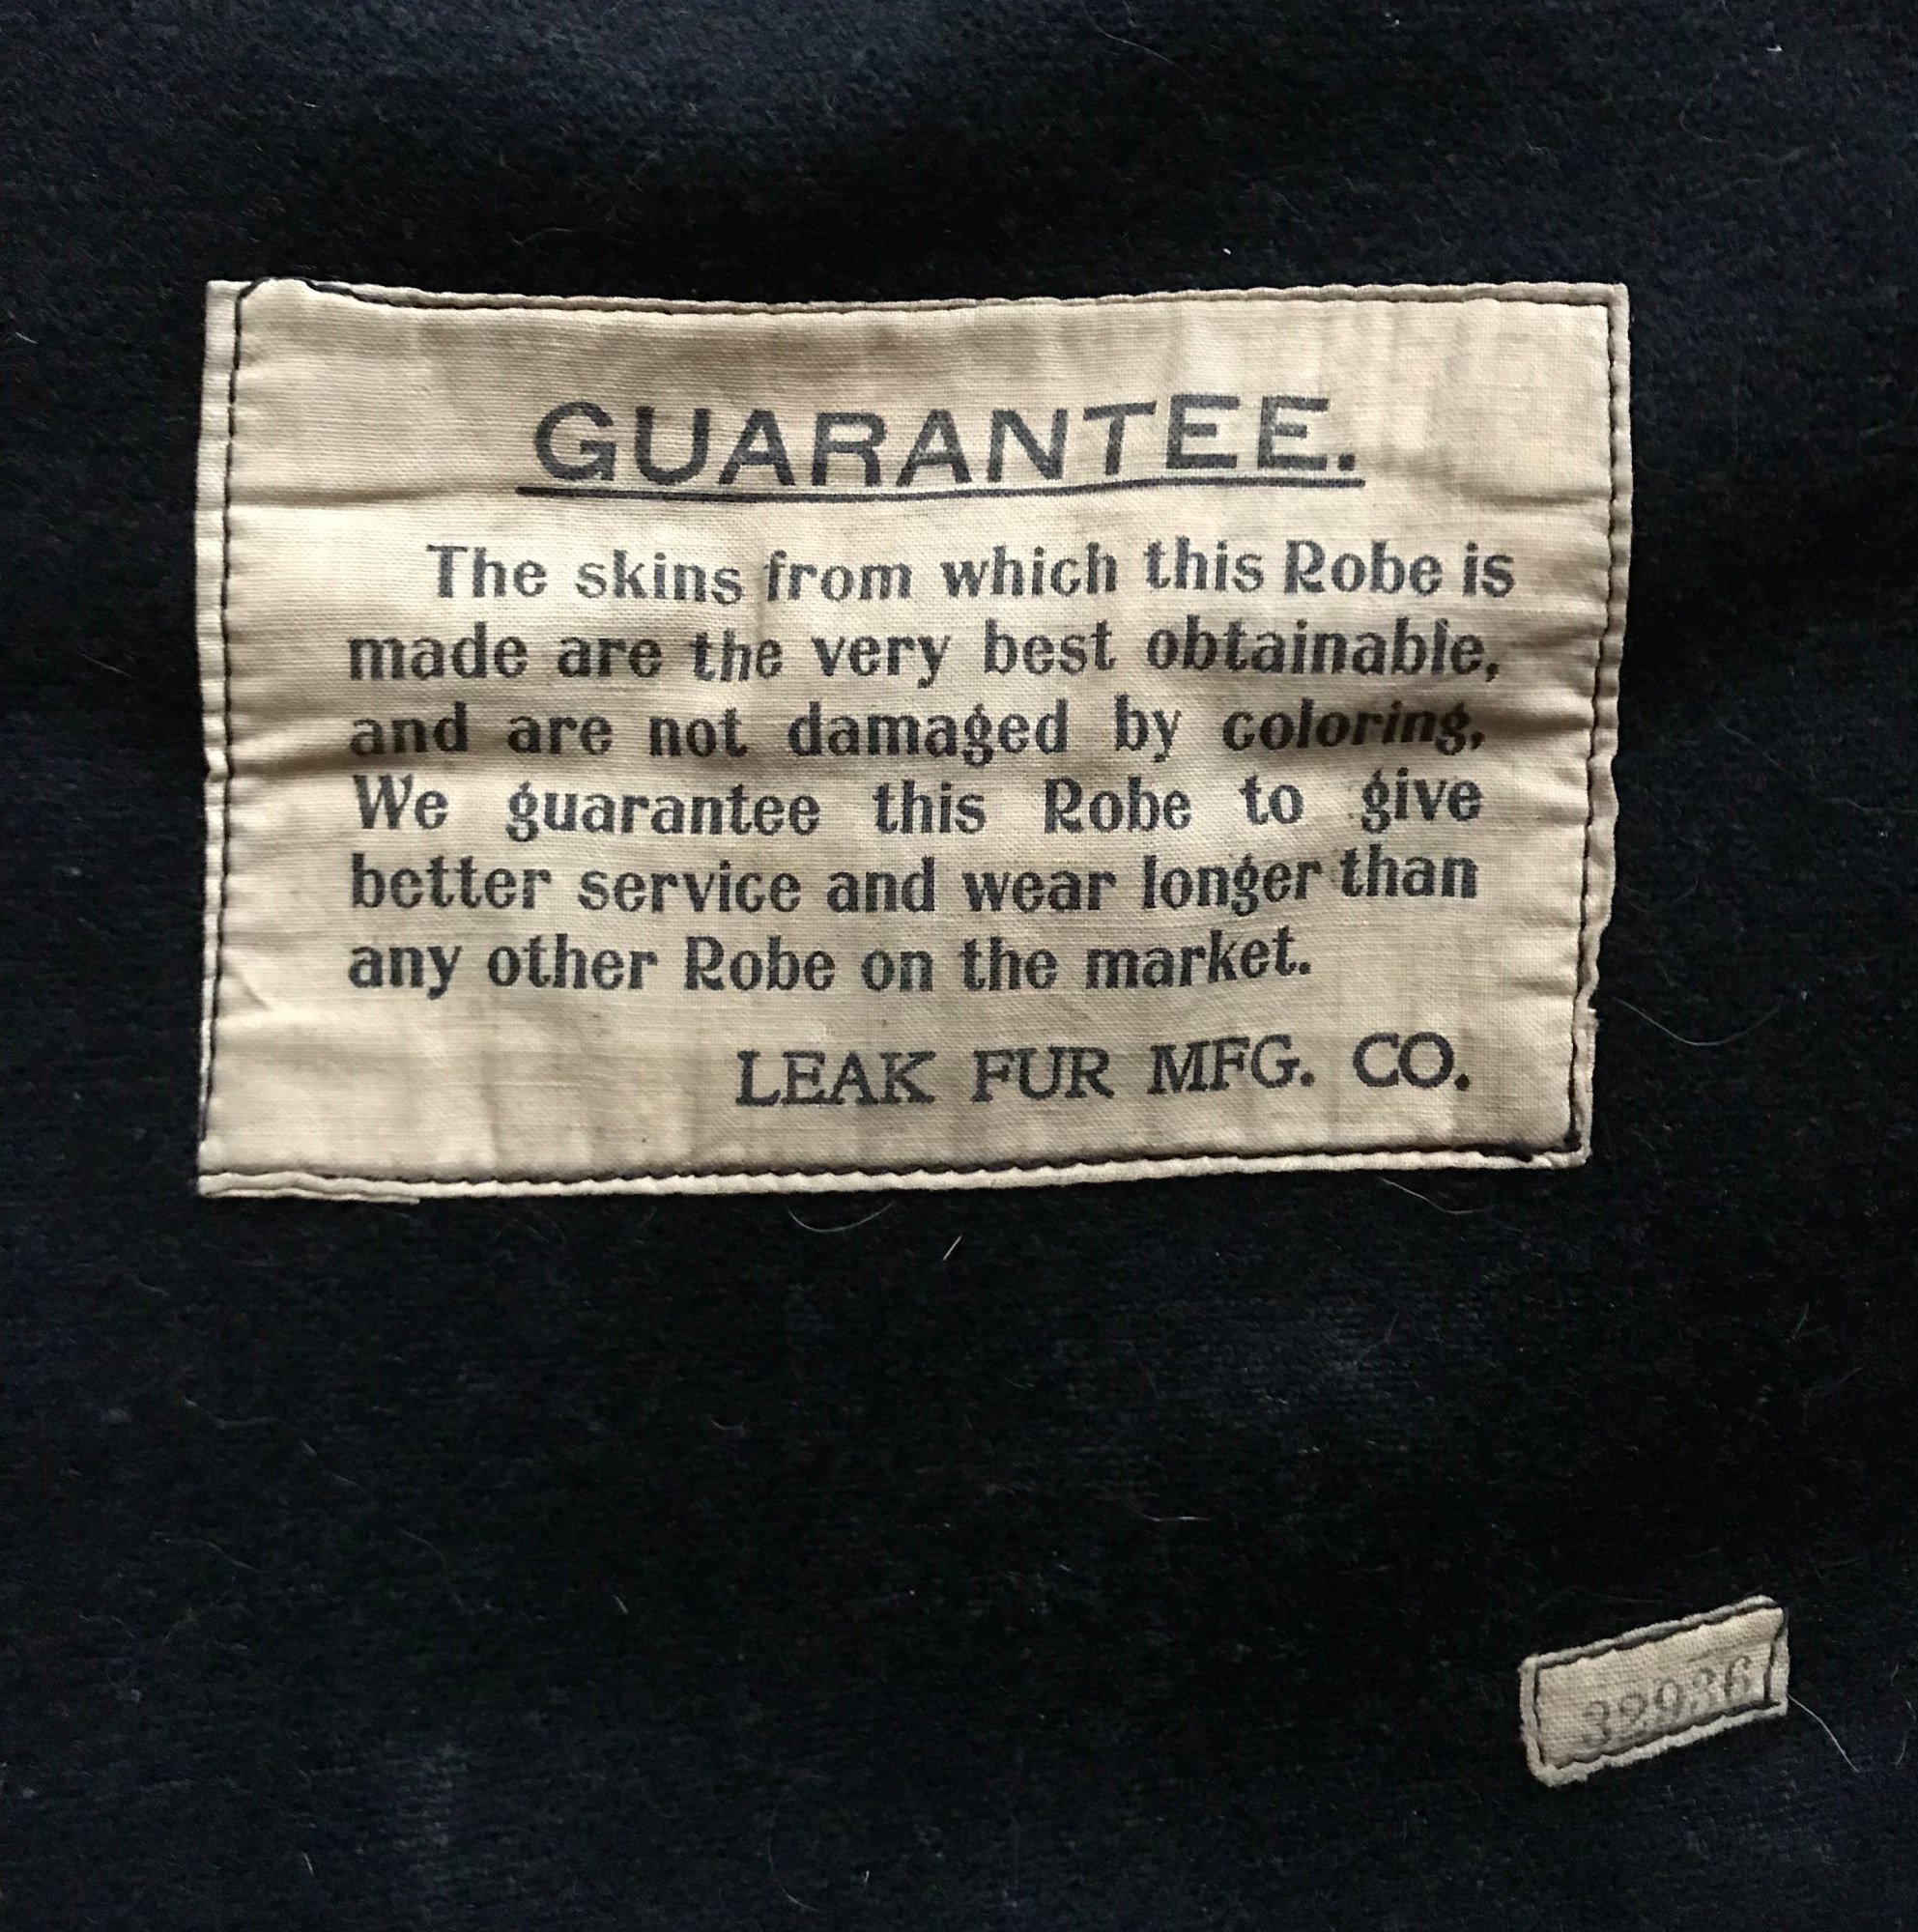 GUARANTEE.
The skins from which this Robe is
made are the very best obtainable,
and are not damaged by coloring,
We guarantee this Robe to give
better service and wear longer than
any other Robe on the market.
LEAK FUR MFG. CO.
32936